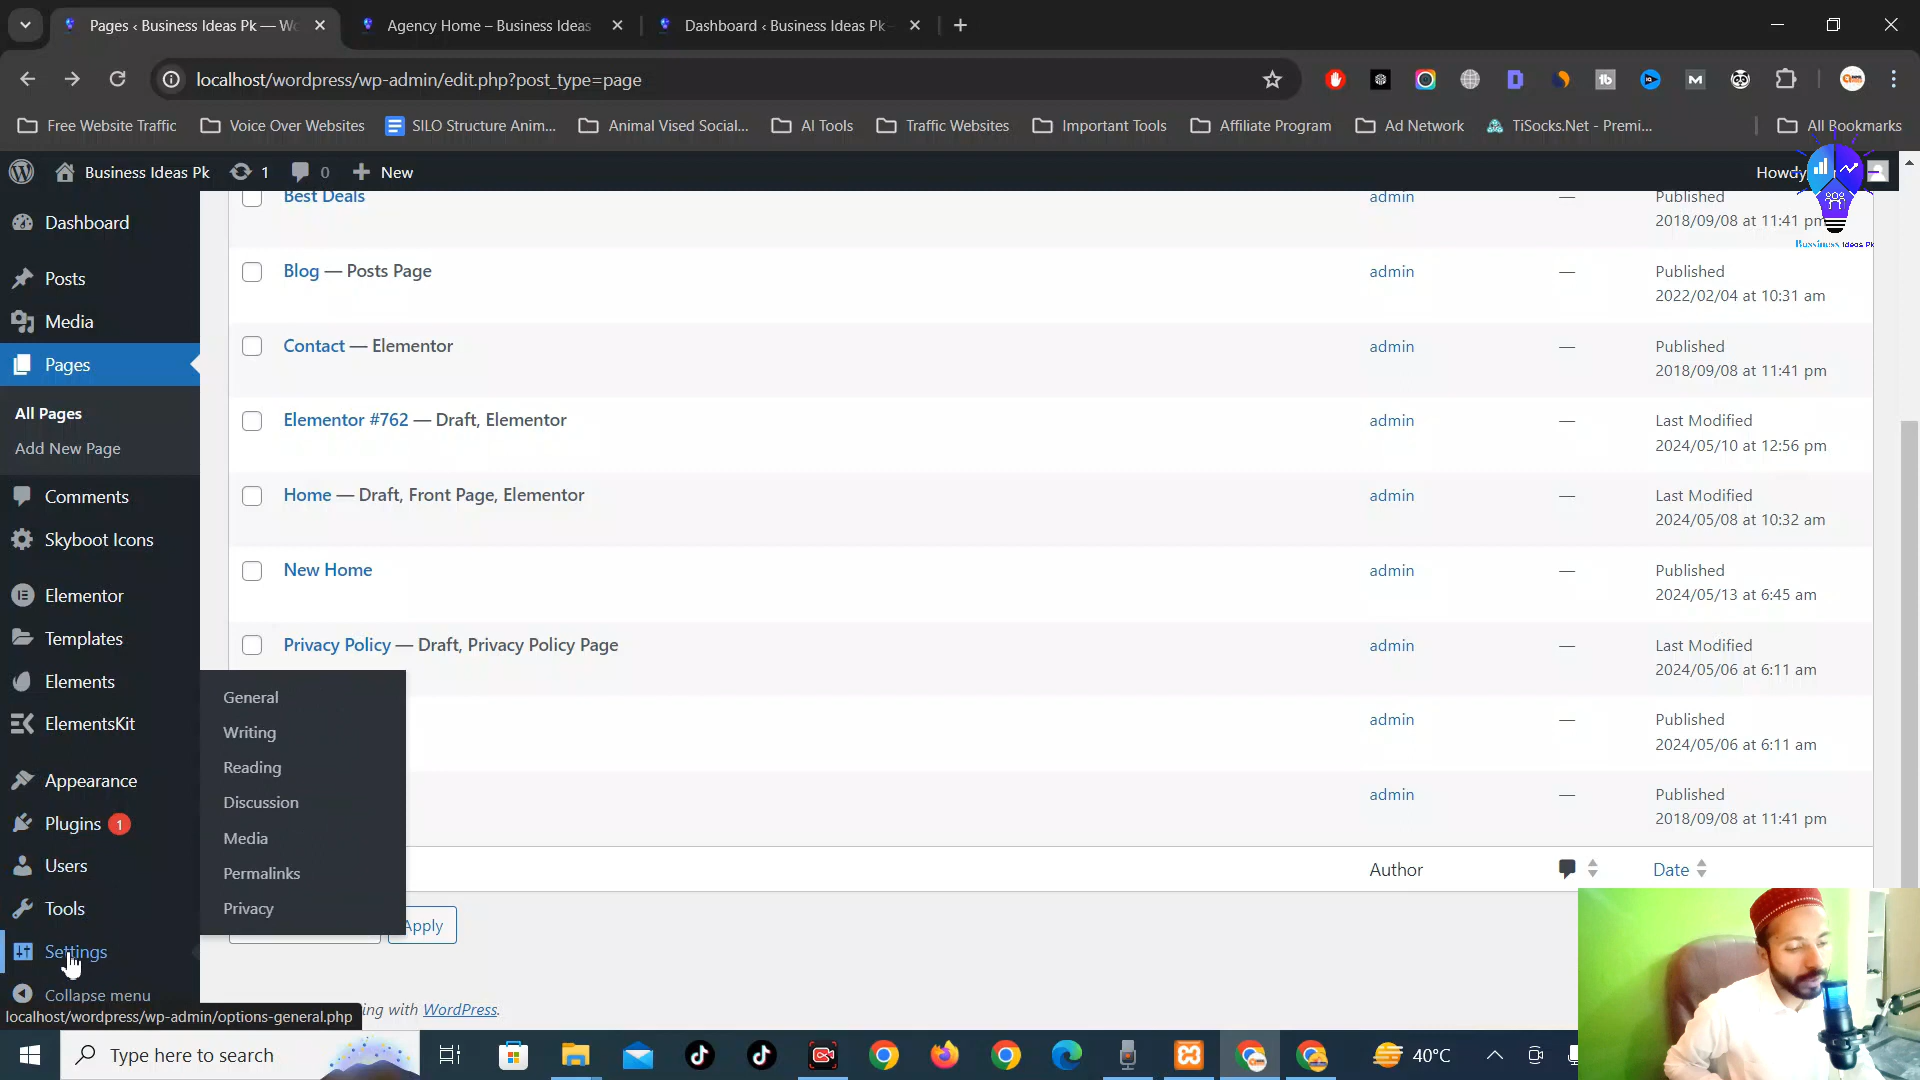 Pages ‹ Business Ideas Pk — Wo
Agency Home – Business Ideas
Dashboard ‹ Business Ideas Pk
localhost/wordpress/wp-admin/edit.php?post_type=page
Free Website Traffic
Voice Over Websites
SILO Structure Anim...
Animal Vised Social...
AI Tools
Traffic Websites
Important Tools
Affiliate Program
Ad Network
TiSocks.Net - Premi...
All Bookmarks
Business Ideas Pk
1
0
New
Howdy,
Bussiness Ideas Pk
Dashboard
Posts
Media
Pages
All Pages
Add New Page
Comments
Skyboot Icons
Elementor
Templates
Elements
ElementsKit
Appearance
Plugins 1
Users
Tools
Settings
Collapse menu
General
Writing
Reading
Discussion
Media
Permalinks
Privacy
Best Deals admin — Published
2018/09/08 at 11:41 pm
Blog — Posts Page admin — Published
2022/02/04 at 10:31 am
Contact — Elementor admin — Published
2018/09/08 at 11:41 pm
Elementor #762 — Draft, Elementor admin — Last Modified
2024/05/10 at 12:56 pm
Home — Draft, Front Page, Elementor admin — Last Modified
2024/05/08 at 10:32 am
New Home admin — Published
2024/05/13 at 6:45 am
Privacy Policy — Draft, Privacy Policy Page admin — Last Modified
2024/05/06 at 6:11 am
admin — Published
2024/05/06 at 6:11 am
admin — Published
2018/09/08 at 11:41 pm
Author Date
Apply
ing with WordPress.
localhost/wordpress/wp-admin/options-general.php
Type here to search
40°C